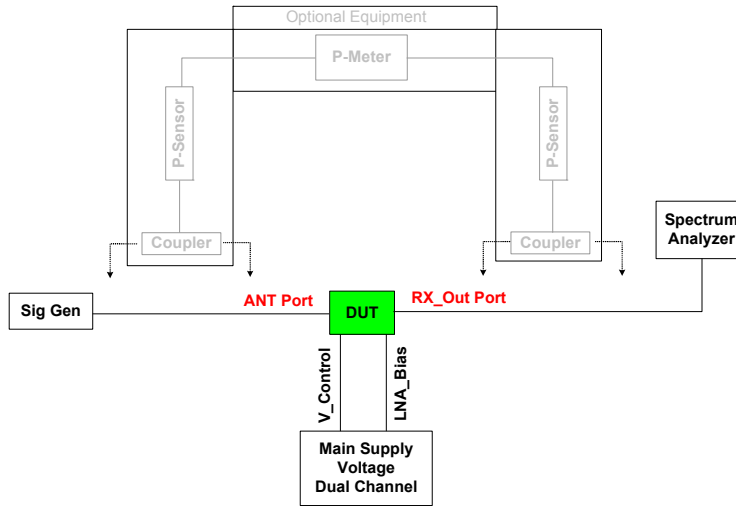 Optional Equipment
P-Meter
P-Sensor
P-Sensor
Coupler
Coupler
Spectrum
Analyzer
ANT Port
RX_Out Port
Sig Gen
DUT
V_Control
LNA_Bias
Main Supply
Voltage
Dual Channel